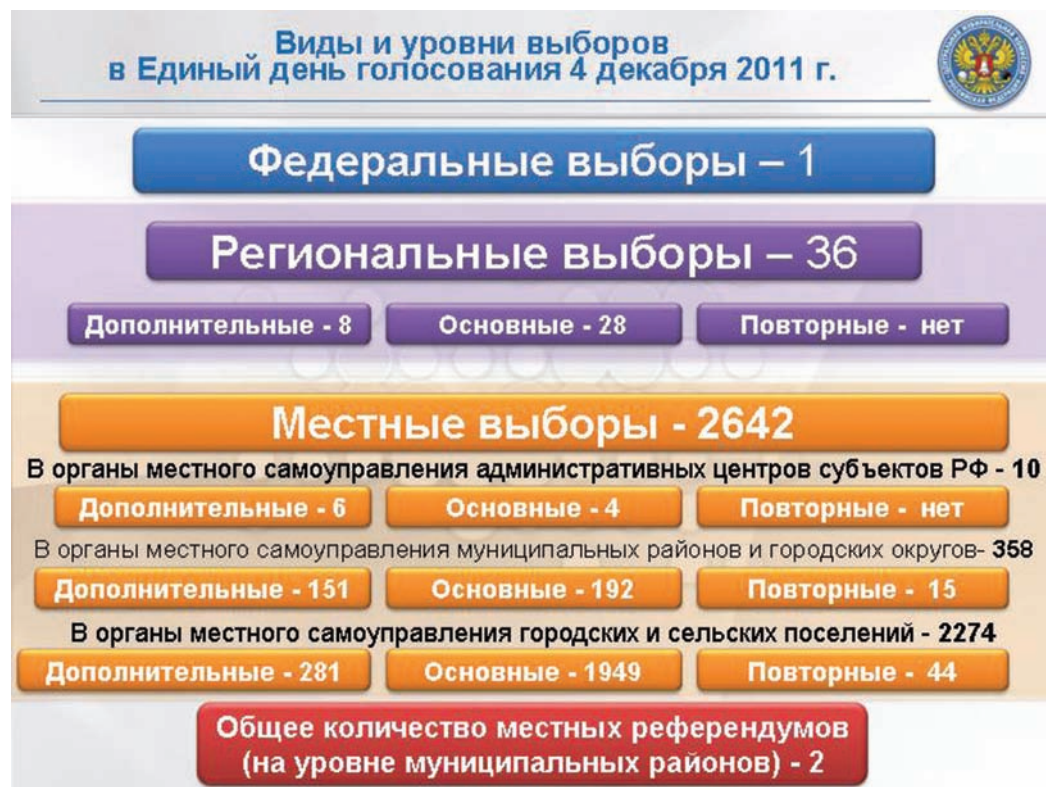 Виды и уровни выборов
в Единый день голосования 4 декабря 2011 г.
Федеральные выборы – 1
Региональные выборы – 36
Дополнительные - 8
Основные - 28
Повторные - нет
Местные выборы - 2642
В органы местного самоуправления административных центров субъектов РФ - 10
Дополнительные - 6
Основные - 4
Повторные - нет
В органы местного самоуправления муниципальных районов и городских округов- 358
Дополнительные - 151
Основные - 192
Повторные - 15
В органы местного самоуправления городских и сельских поселений - 2274
Дополнительные - 281
Основные - 1949
Повторные - 44
Общее количество местных референдумов
(на уровне муниципальных районов) - 2